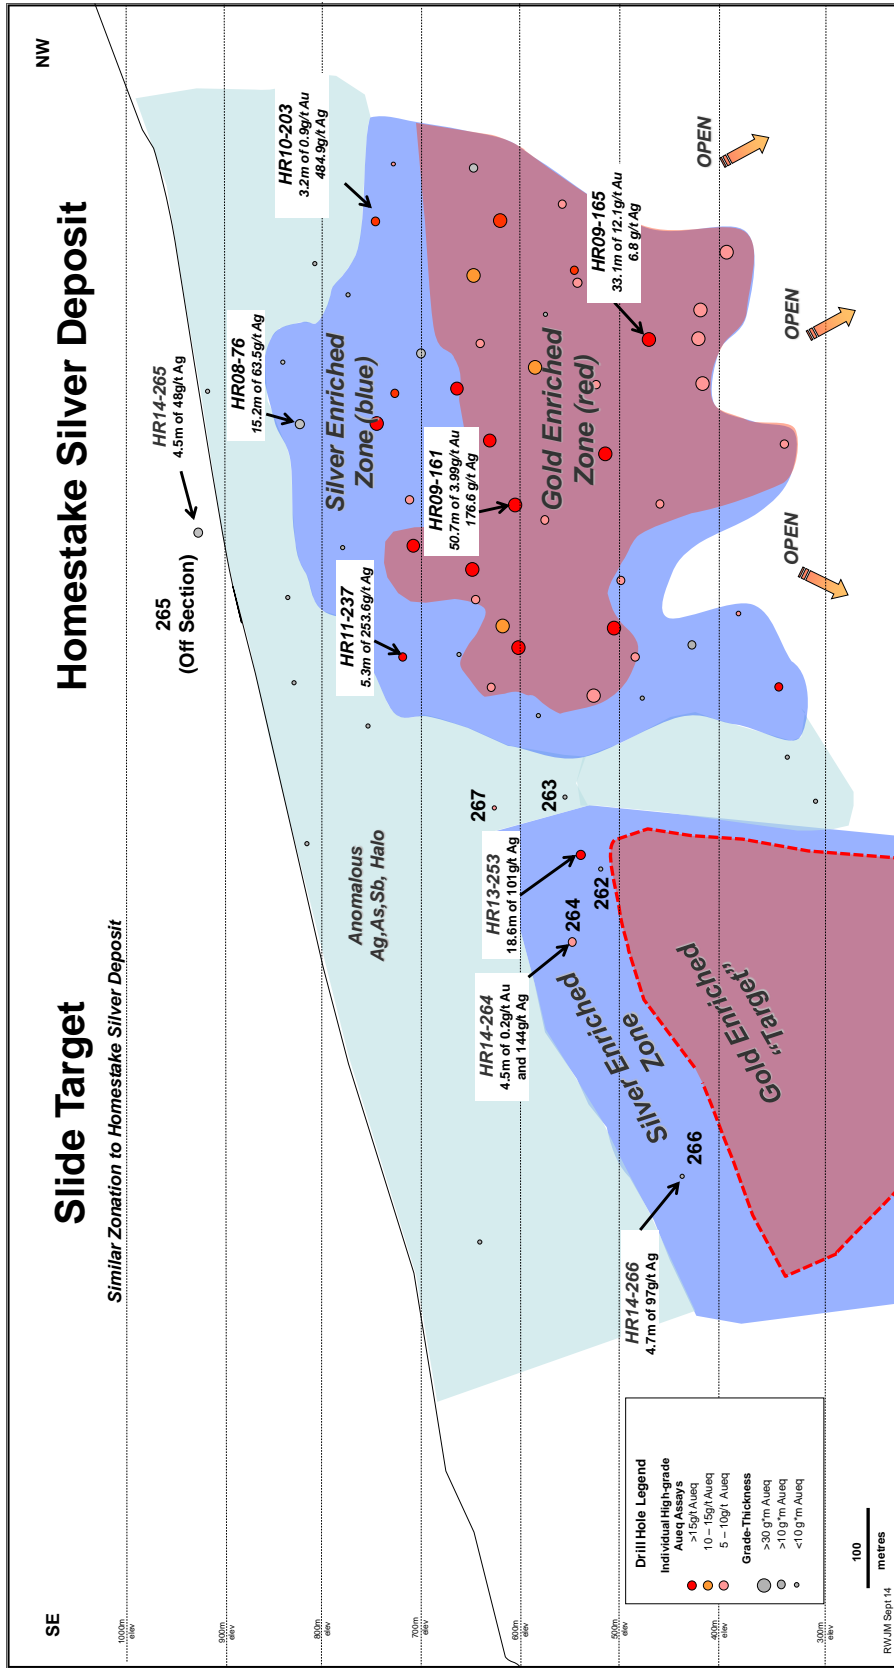 SE
NW
Slide Target
Similar Zonation to Homestake Silver Deposit
Homestake Silver Deposit
1000m
elev
900m
elev
800m
elev
700m
elev
600m
elev
500m
elev
400m
elev
300m
elev
HR14-265
4.5m of 48g/t Ag
265
(Off Section)
HR08-76
15.2m of 63.5g/t Ag
HR10-203
3.2m of 0.9g/t Au
484.9g/t Ag
HR11-237
5.3m of 253.6g/t Ag
Silver Enriched
Zone (blue)
HR09-161
50.7m of 3.99g/t Au
176.6 g/t Ag
Gold Enriched
Zone (red)
HR09-165
33.1m of 12.1g/t Au
6.8 g/t Ag
OPEN
OPEN
OPEN
Anomalous
Ag,As,Sb, Halo
267
263
HR13-253
18.6m of 101g/t Ag
262
264
HR14-264
4.5m of 0.2g/t Au
and 144g/t Ag
Silver Enriched
Zone
266
HR14-266
4.7m of 97g/t Ag
Gold Enriched
“Target”
Drill Hole Legend
Individual High-grade
Aueq Assays
>15g/t Aueq
10 – 15g/t Aueq
5 – 10g/t Aueq
Grade-Thickness
>30 g*m Aueq
>10 g*m Aueq
<10 g*m Aueq
100
metres
RWJM Sept 14